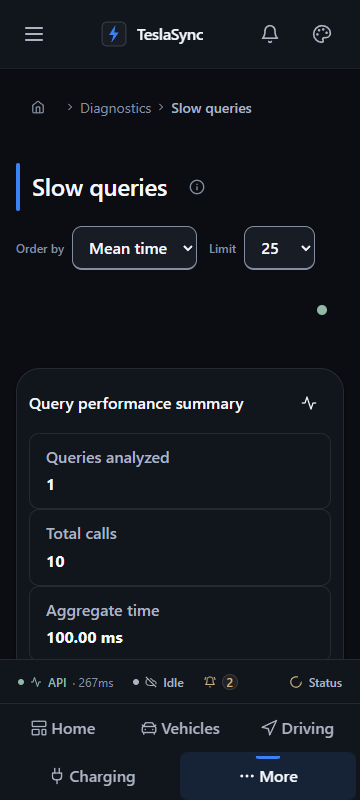 TeslaSync
Diagnostics Slow queries
Slow queries
Order by Mean time Limit 25
Query performance summary
Queries analyzed
1
Total calls
10
Aggregate time
100.00 ms
API · 267ms Idle 2 Status
Home Vehicles Driving
Charging More